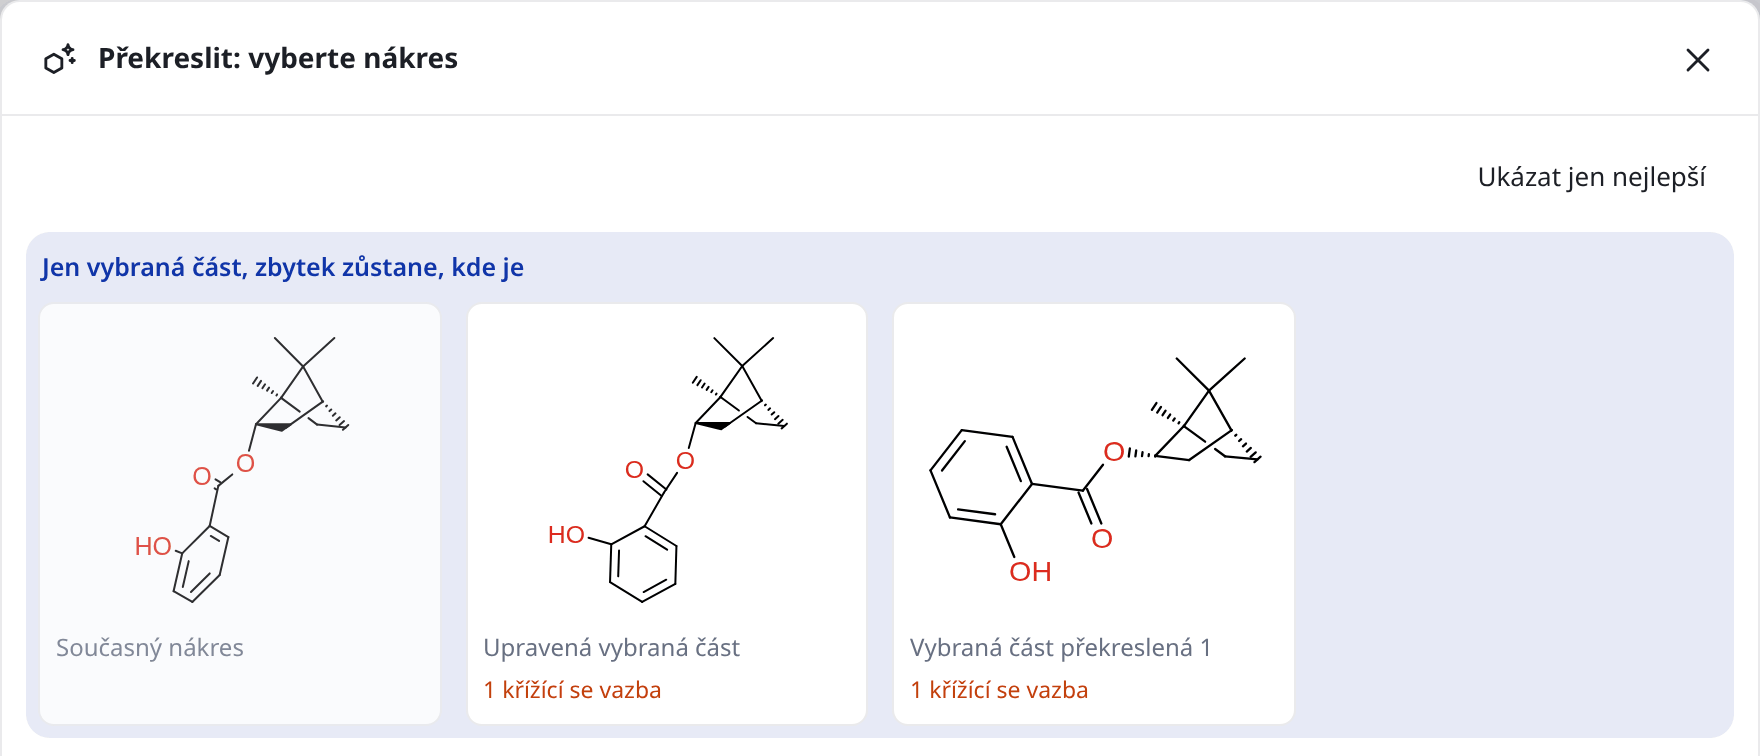 Překreslit: vyberte nákres
Ukázat jen nejlepší
Jen vybraná část, zbytek zůstane, kde je
O
O
HO
Současný nákres
O
O
HO
Upravená vybraná část
1 křížící se vazba
O
O
OH
Vybraná část překreslená 1
1 křížící se vazba